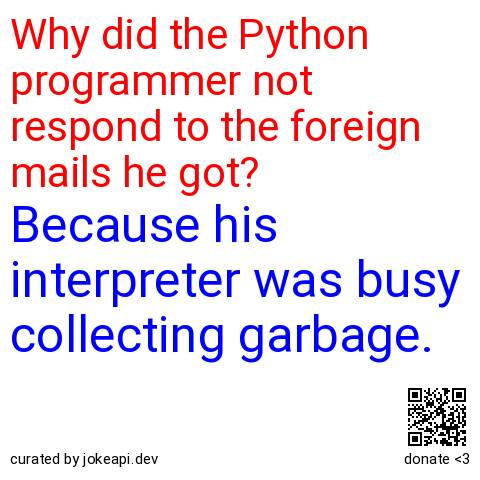 Why did the Python
programmer not
respond to the foreign
mails he got?
Because his
interpreter was busy
collecting garbage.
curated by jokeapi.dev
donate <3